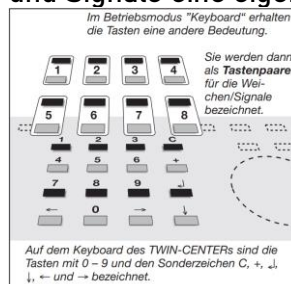 und Signale eine eige
Im Betriebsmodus "Keyboard" erhalten
die Tasten eine andere Bedeutung.
1 2 3 4
Sie werden dann
als Tastenpaare
für die Wei-
chen/Signale
bezeichnet.
5 6 7 8
1 2 3 C
4 5 6 +
7 8 9 ↲
← 0 → ↓
Auf dem Keyboard des TWIN-CENTERs sind die
Tasten mit 0 – 9 und den Sonderzeichen C, +, ↲,
↓, ← und → bezeichnet.